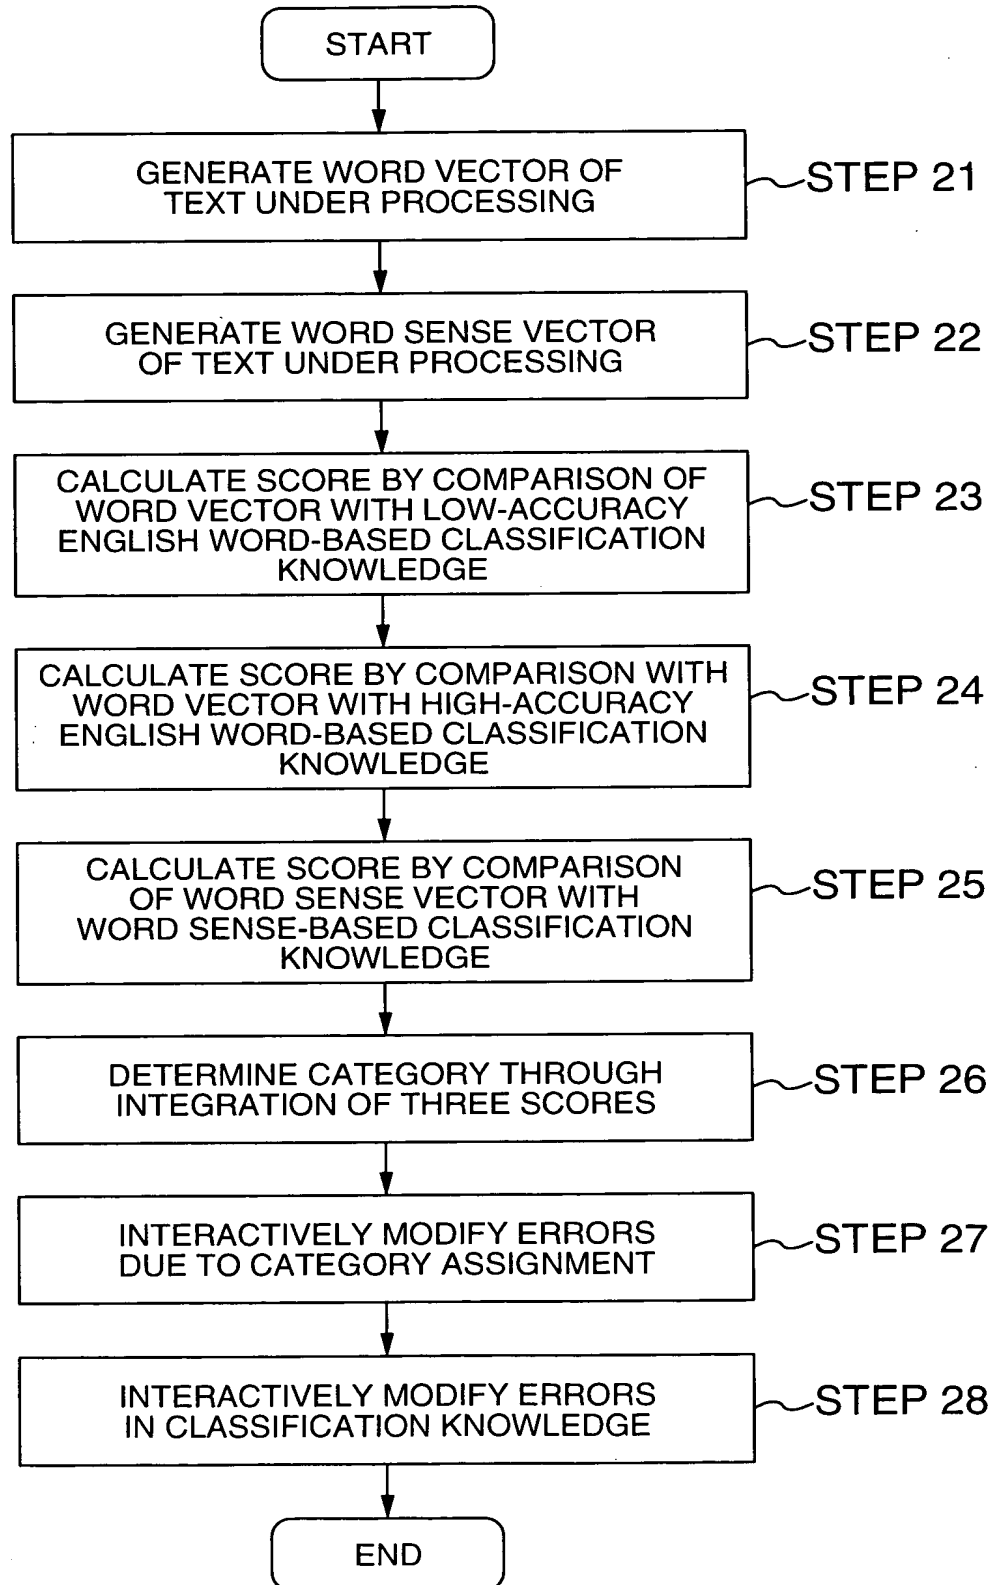 START
GENERATE WORD VECTOR OF
TEXT UNDER PROCESSING
STEP 21
GENERATE WORD SENSE VECTOR
OF TEXT UNDER PROCESSING
STEP 22
CALCULATE SCORE BY COMPARISON OF
WORD VECTOR WITH LOW-ACCURACY
ENGLISH WORD-BASED CLASSIFICATION
KNOWLEDGE
STEP 23
CALCULATE SCORE BY COMPARISON WITH
WORD VECTOR WITH HIGH-ACCURACY
ENGLISH WORD-BASED CLASSIFICATION
KNOWLEDGE
STEP 24
CALCULATE SCORE BY COMPARISON
OF WORD SENSE VECTOR WITH
WORD SENSE-BASED CLASSIFICATION
KNOWLEDGE
STEP 25
DETERMINE CATEGORY THROUGH
INTEGRATION OF THREE SCORES
STEP 26
INTERACTIVELY MODIFY ERRORS
DUE TO CATEGORY ASSIGNMENT
STEP 27
INTERACTIVELY MODIFY ERRORS
IN CLASSIFICATION KNOWLEDGE
STEP 28
END